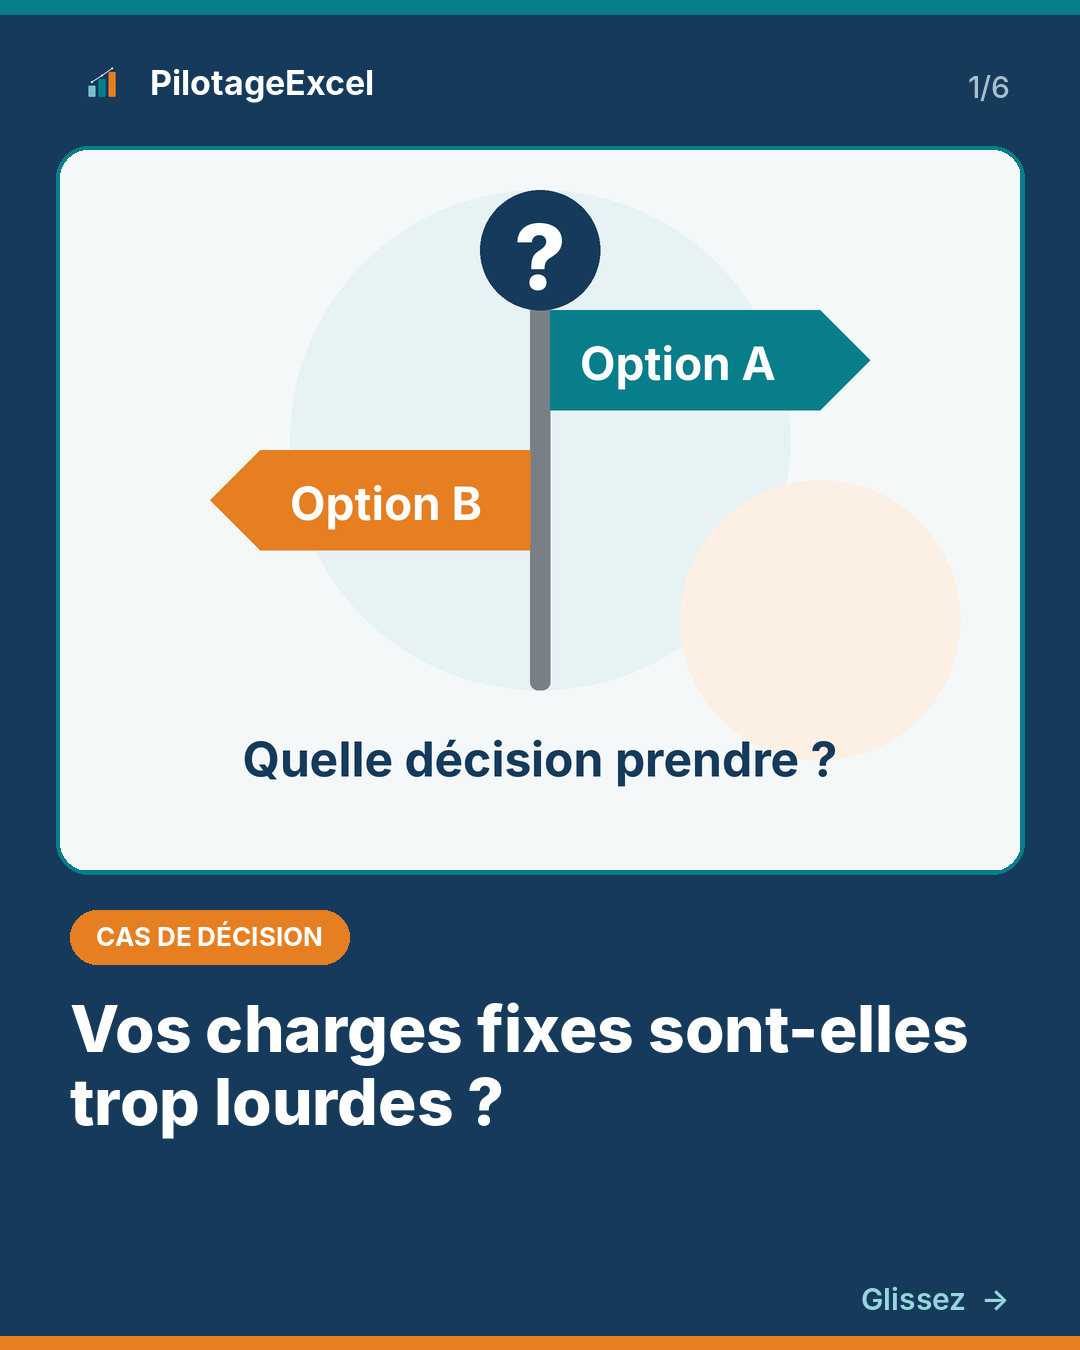 PilotageExcel
1/6
?
Option A
Option B
Quelle décision prendre ?
CAS DE DÉCISION
Vos charges fixes sont-elles
trop lourdes ?
Glissez →